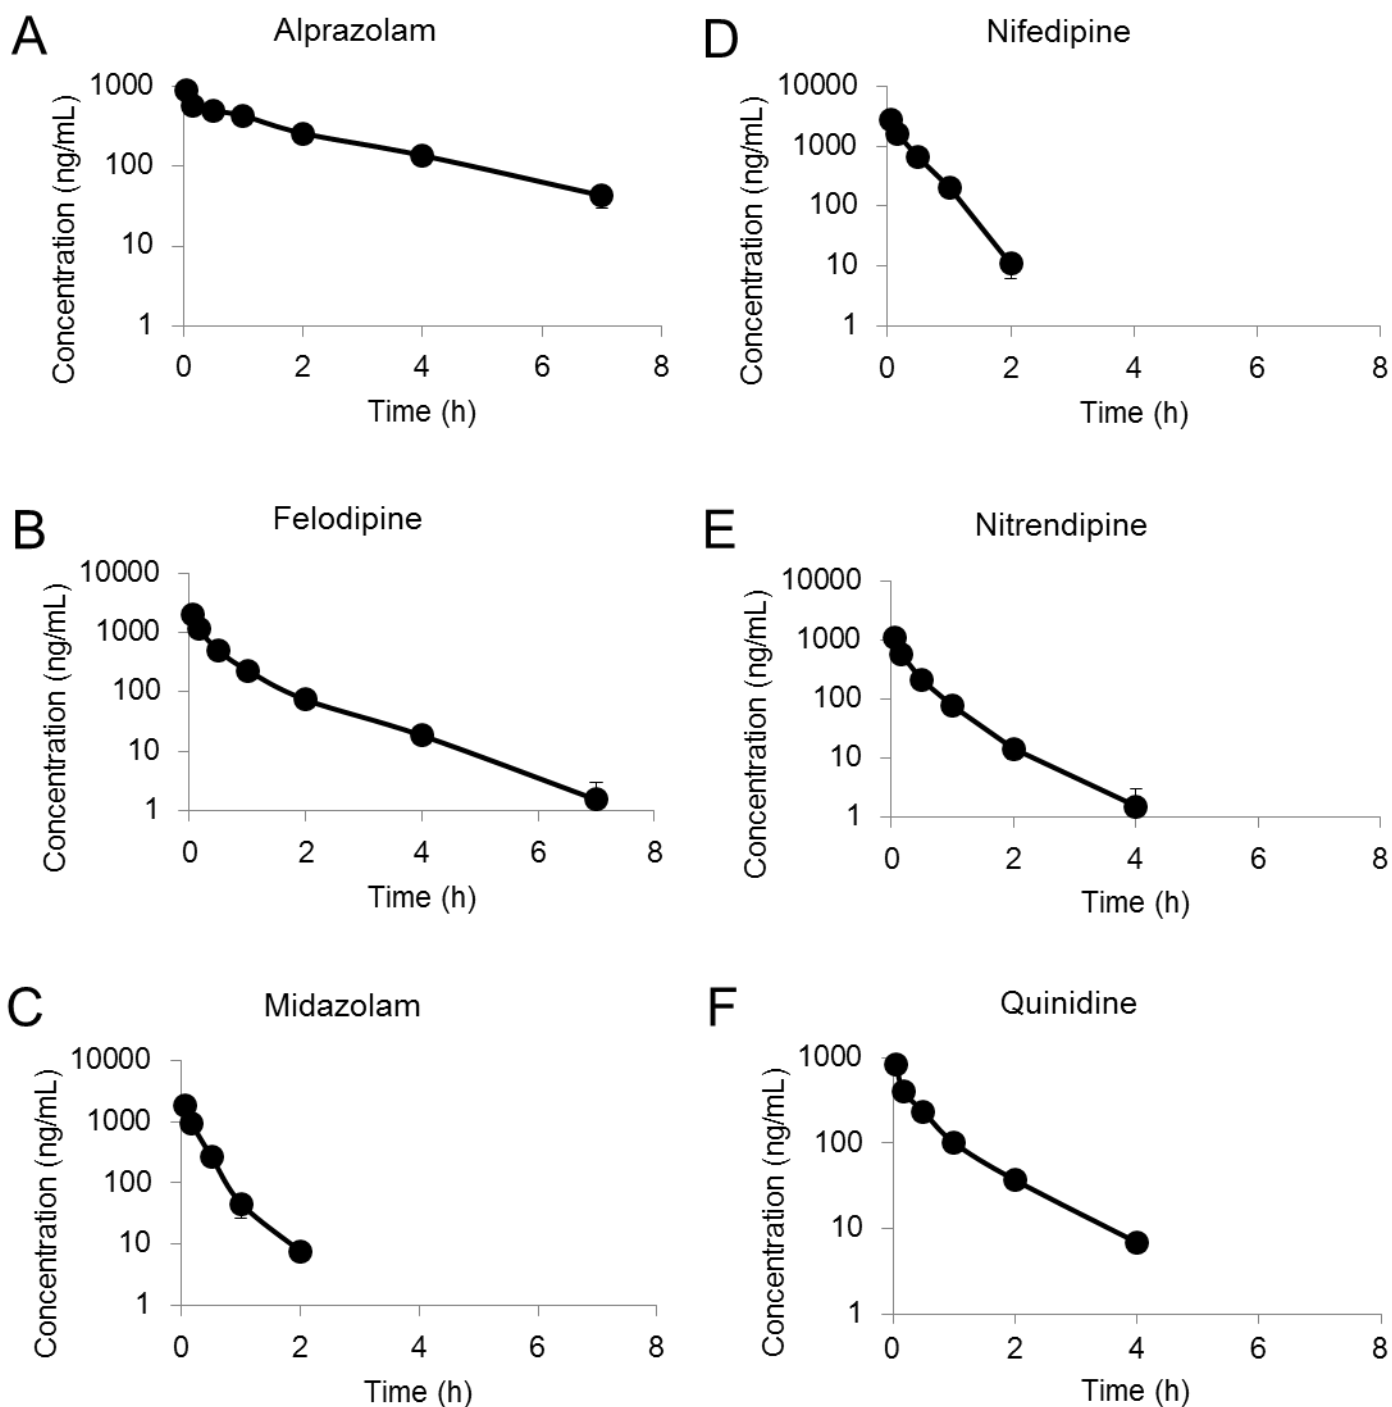 A
Alprazolam
Concentration (ng/mL)
1000
100
10
1
0 2 4 6 8
Time (h)
D
Nifedipine
Concentration (ng/mL)
10000
1000
100
10
1
0 2 4 6 8
Time (h)
B
Felodipine
Concentration (ng/mL)
10000
1000
100
10
1
0 2 4 6 8
Time (h)
E
Nitrendipine
Concentration (ng/mL)
10000
1000
100
10
1
0 2 4 6 8
Time (h)
C
Midazolam
Concentration (ng/mL)
10000
1000
100
10
1
0 2 4 6 8
Time (h)
F
Quinidine
Concentration (ng/mL)
1000
100
10
1
0 2 4 6 8
Time (h)